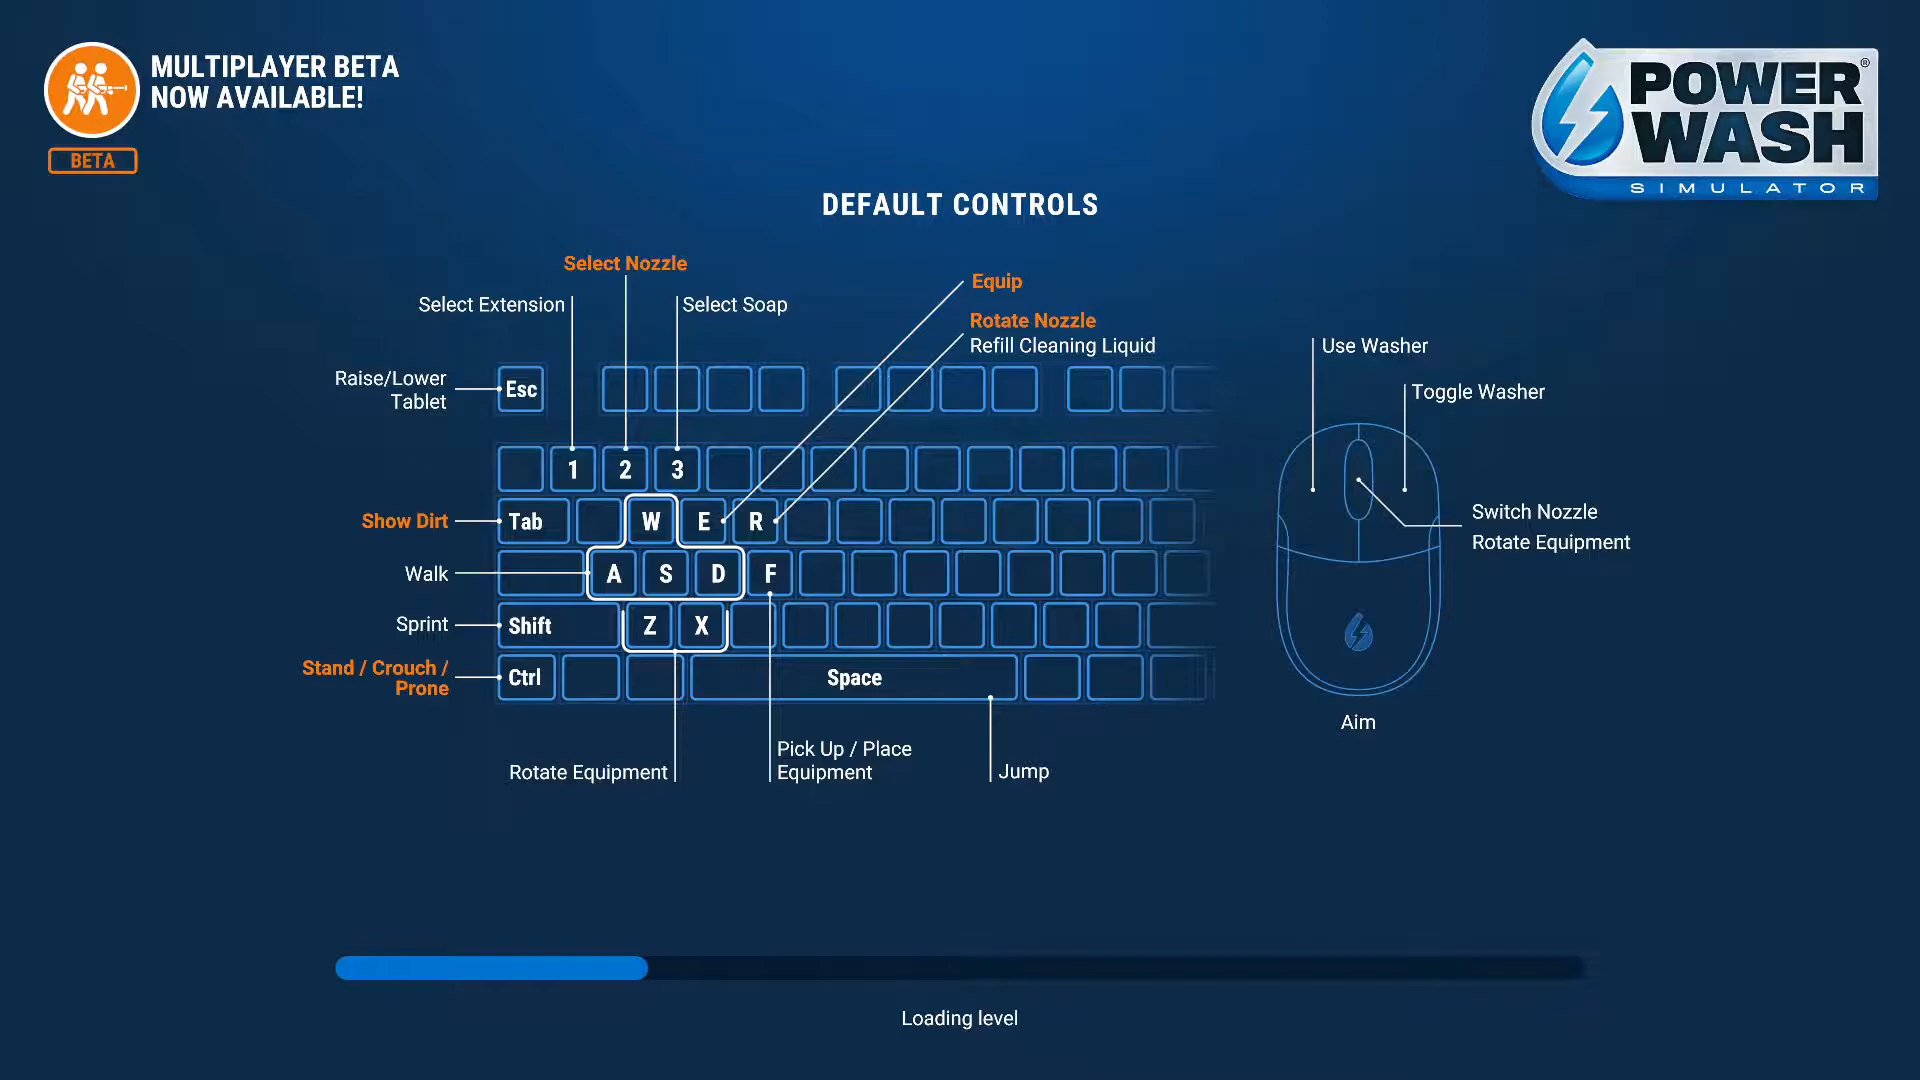 MULTIPLAYER BETA
NOW AVAILABLE!
BETA
POWER®
WASH
SIMULATOR
DEFAULT CONTROLS
Select Nozzle
Select Extension
Select Soap
Equip
Rotate Nozzle
Refill Cleaning Liquid
Raise/Lower
Tablet
Esc
1 2 3
Show Dirt
Tab W E R
Walk
A S D F
Sprint
Shift Z X
Stand / Crouch /
Prone
Ctrl Space
Rotate Equipment
Pick Up / Place
Equipment
Jump
Use Washer
Toggle Washer
Switch Nozzle
Rotate Equipment
Aim
Loading level